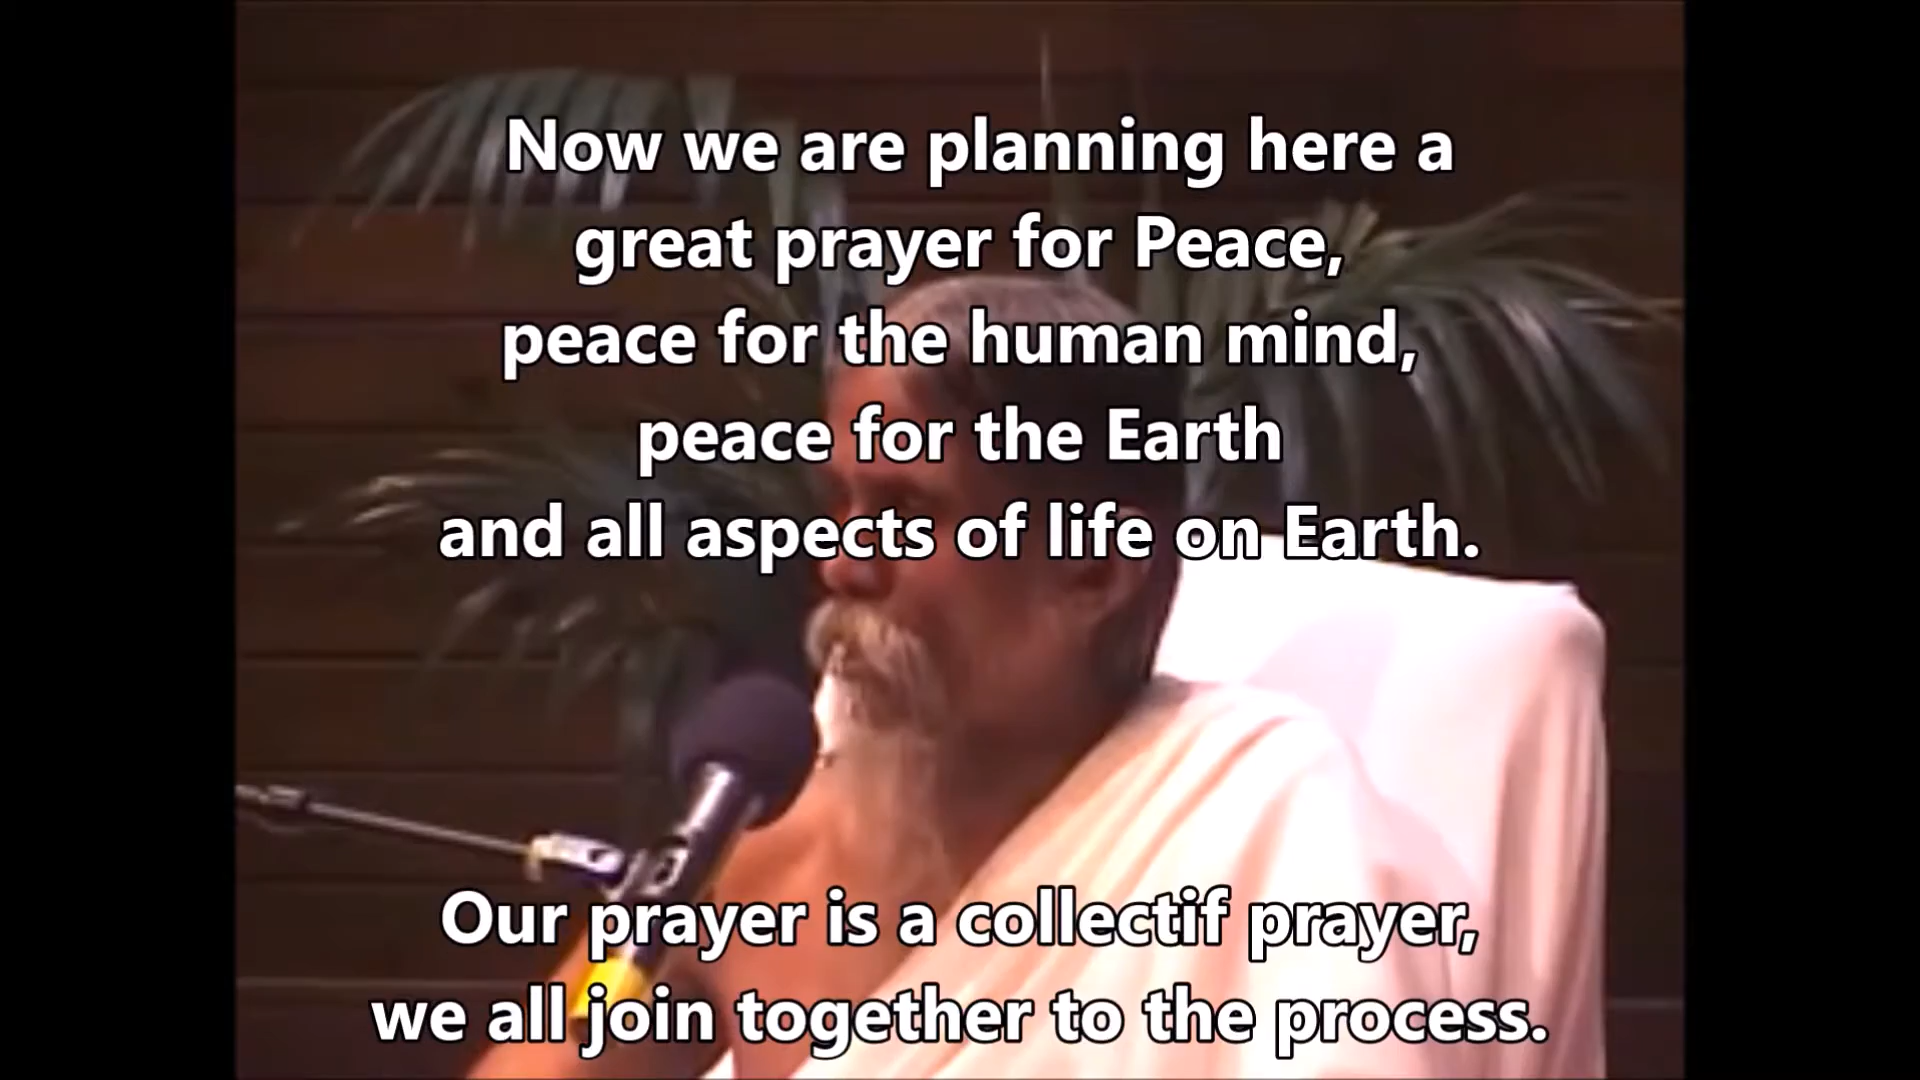 Now we are planning here a
great prayer for Peace,
peace for the human mind,
peace for the Earth
and all aspects of life on Earth.
Our prayer is a collectif prayer,
we all join together to the process.